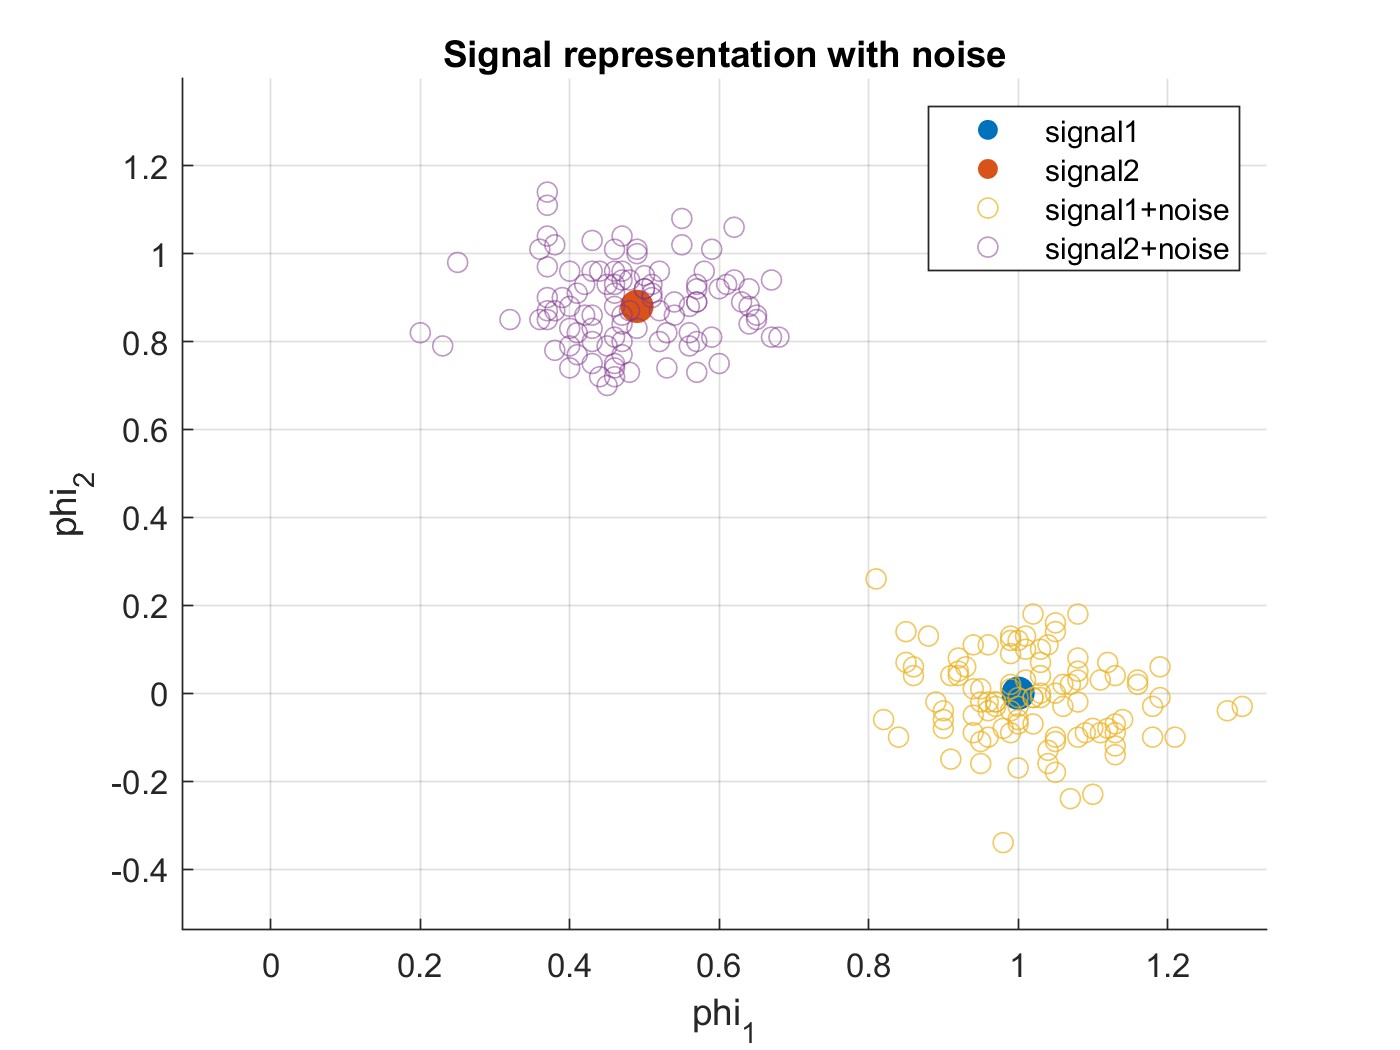 Signal representation with noise
signal1
signal2
signal1+noise
signal2+noise
1.2
1
0.8
0.6
0.4
0.2
0
-0.2
-0.4
phi2
0 0.2 0.4 0.6 0.8 1 1.2
phi1